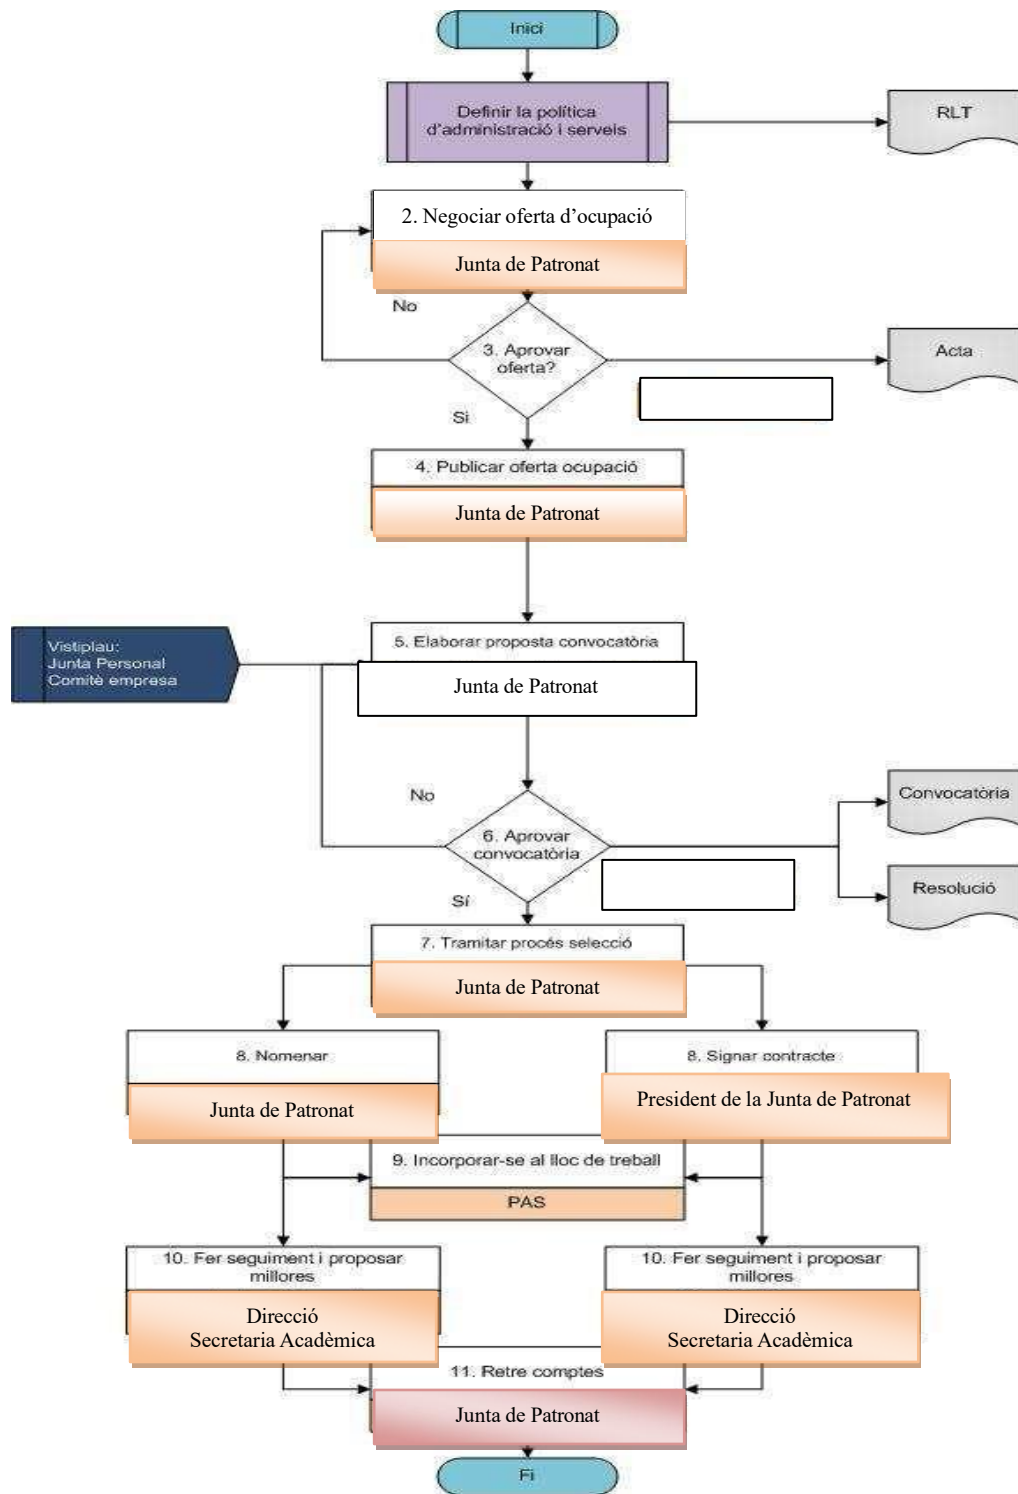 Inici
Definir la política
d'administració i serveis
RLT
2. Negociar oferta d'ocupació
Junta de Patronat
No
3. Aprovar
oferta?
Acta
Si
4. Publicar oferta ocupació
Junta de Patronat
Vistiplau:
Junta Personal
Comitè empresa
5. Elaborar proposta convocatòria
Junta de Patronat
No
6. Aprovar
convocatòria
Convocatòria
Resolució
Sí
7. Tramitar procés selecció
Junta de Patronat
8. Nomenar
Junta de Patronat
8. Signar contracte
President de la Junta de Patronat
9. Incorporar-se al lloc de treball
PAS
10. Fer seguiment i proposar
millores
Direcció
Secretaria Acadèmica
10. Fer seguiment i proposar
millores
Direcció
Secretaria Acadèmica
11. Retre comptes
Junta de Patronat
Fi